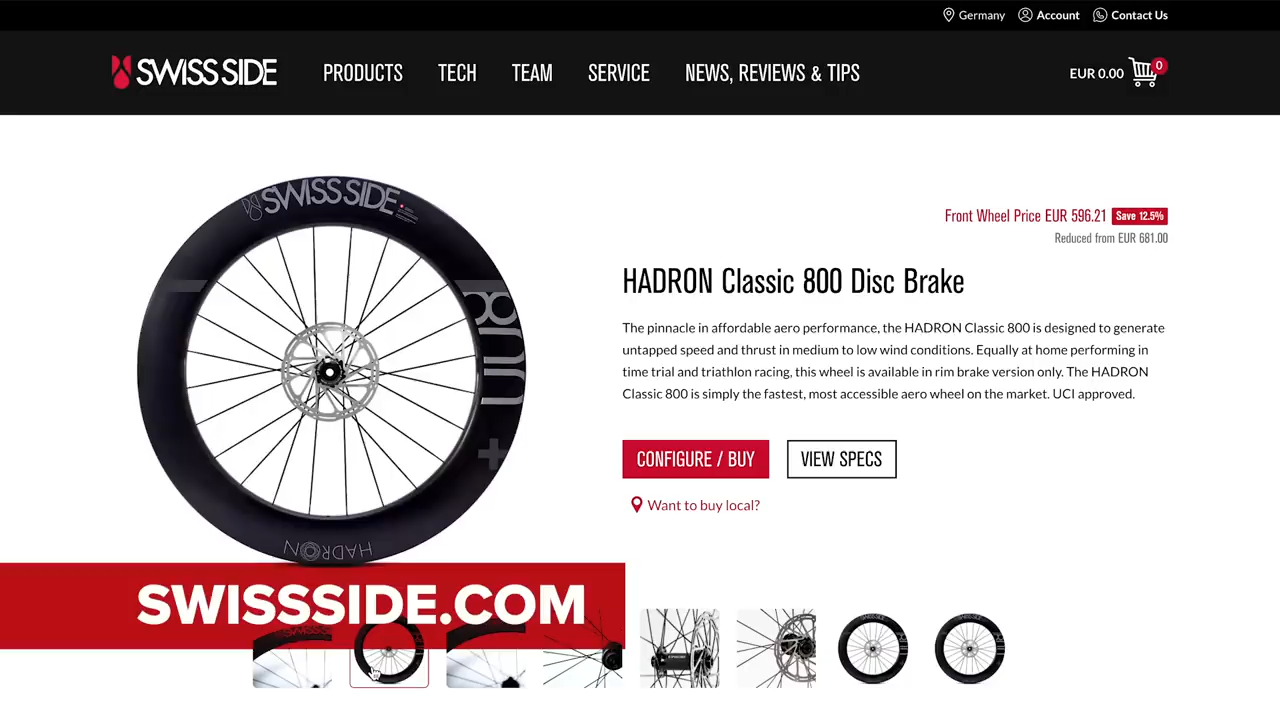 Germany Account Contact Us
SWISS SIDE PRODUCTS TECH TEAM SERVICE NEWS, REVIEWS & TIPS EUR 0.00 0
SWISS SIDE
Front Wheel Price EUR 596.21 Save 12.5%
Reduced from EUR 681.00
HADRON Classic 800 Disc Brake
800
The pinnacle in affordable aero performance, the HADRON Classic 800 is designed to generate
untapped speed and thrust in medium to low wind conditions. Equally at home performing in
time trial and triathlon racing, this wheel is available in rim brake version only. The HADRON
Classic 800 is simply the fastest, most accessible aero wheel on the market. UCI approved.
CONFIGURE / BUY VIEW SPECS
Want to buy local?
HADRON
SWISSSIDE.COM